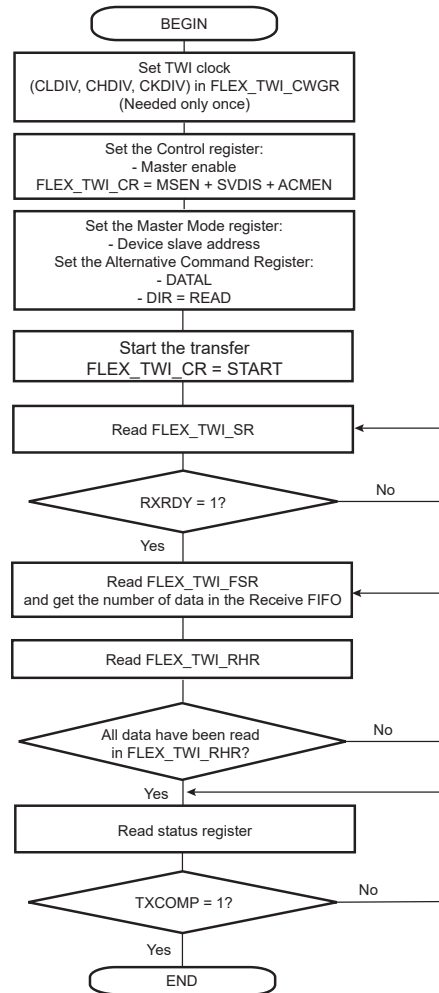 BEGIN
Set TWI clock
(CLDIV, CHDIV, CKDIV) in FLEX_TWI_CWGR
(Needed only once)
Set the Control register:
- Master enable
FLEX_TWI_CR = MSEN + SVDIS + ACMEN
Set the Master Mode register:
- Device slave address
Set the Alternative Command Register:
- DATAL
- DIR = READ
Start the transfer
FLEX_TWI_CR = START
Read FLEX_TWI_SR
RXRDY = 1?
No
Yes
Read FLEX_TWI_FSR
and get the number of data in the Receive FIFO
Read FLEX_TWI_RHR
All data have been read
in FLEX_TWI_RHR?
No
Yes
Read status register
TXCOMP = 1?
No
Yes
END